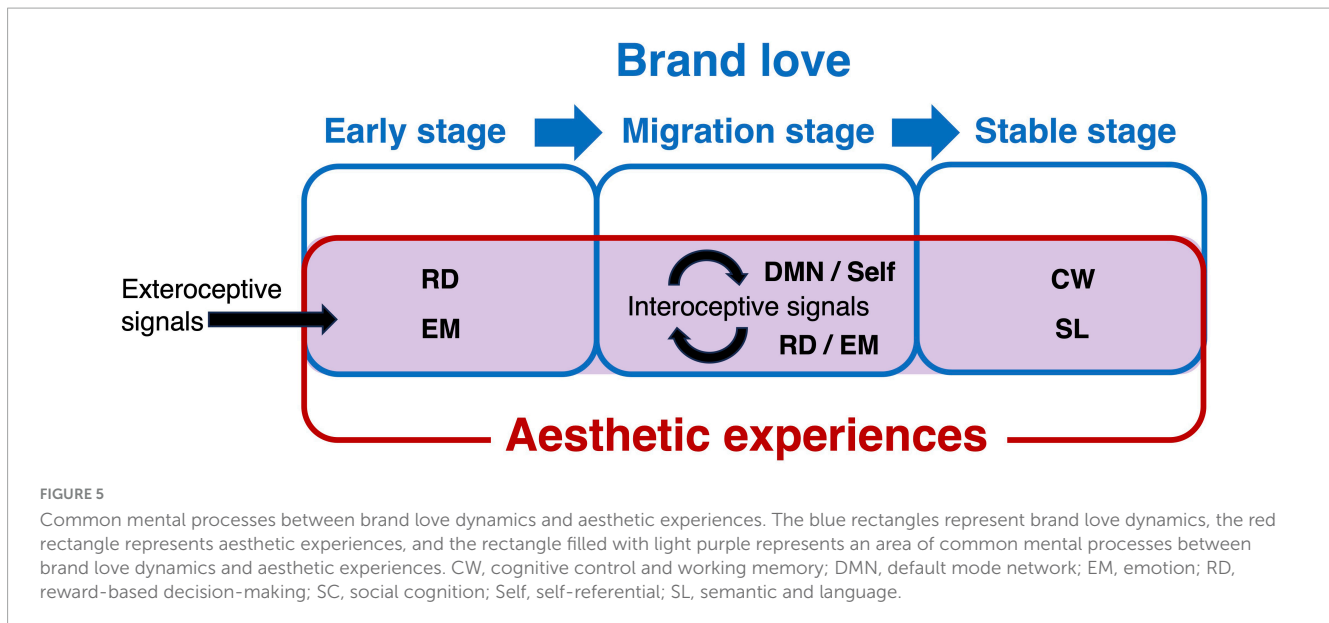 Brand love
Early stage
Migration stage
Stable stage
Exteroceptive
signals
RD
EM
DMN / Self
Interoceptive signals
RD / EM
CW
SL
Aesthetic experiences
FIGURE 5
Common mental processes between brand love dynamics and aesthetic experiences. The blue rectangles represent brand love dynamics, the red
rectangle represents aesthetic experiences, and the rectangle filled with light purple represents an area of common mental processes between
brand love dynamics and aesthetic experiences. CW, cognitive control and working memory; DMN, default mode network; EM, emotion; RD,
reward-based decision-making; SC, social cognition; Self, self-referential; SL, semantic and language.